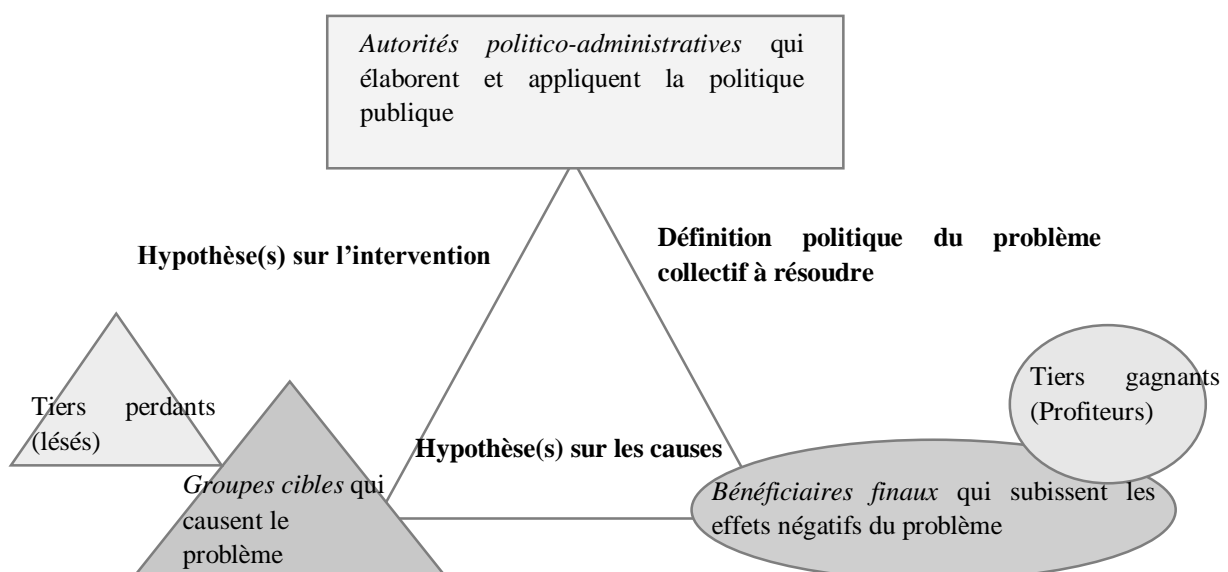 Autorités politico-administratives qui
élaborent et appliquent la politique
publique
Hypothèse(s) sur l’intervention
Définition politique du problème
collectif à résoudre
Tiers perdants
(lésés)
Tiers gagnants
(Profiteurs)
Hypothèse(s) sur les causes
Groupes cibles qui
causent le
problème
Bénéficiaires finaux qui subissent les
effets négatifs du problème